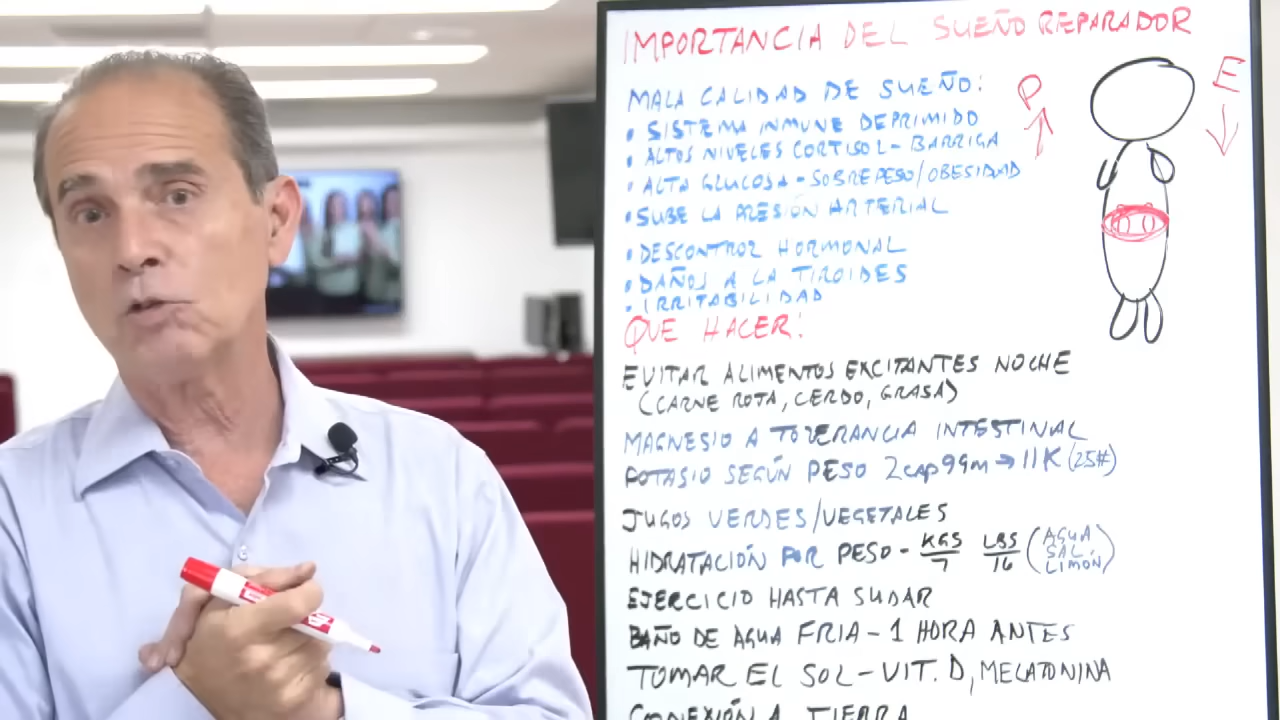 IMPORTANCIA DEL SUEÑO REPARADOR
P E
MALA CALIDAD DE SUEÑO:
• SISTEMA INMUNE DEPRIMIDO
• ALTOS NIVELES CORTISOL - BARRIGA
• ALTA GLUCOSA - SOBREPESO/OBESIDAD
• SUBE LA PRESIÓN ARTERIAL
• DESCONTROL HORMONAL
• DAÑOS A LA TIROIDES
• IRRITABILIDAD
QUE HACER:
EVITAR ALIMENTOS EXCITANTES NOCHE
(CARNE ROJA, CERDO, GRASA)
MAGNESIO A TOLERANCIA INTESTINAL
POTASIO SEGÚN PESO 2cap99m → 11K (25#)
JUGOS VERDES/VEGETALES
HIDRATACIÓN POR PESO - KGS/7 LBS/16 (AGUA SAL LIMÓN)
EJERCICIO HASTA SUDAR
BAÑO DE AGUA FRIA - 1 HORA ANTES
TOMAR EL SOL - VIT. D, MELATONINA
CONEXIÓN A TIERRA